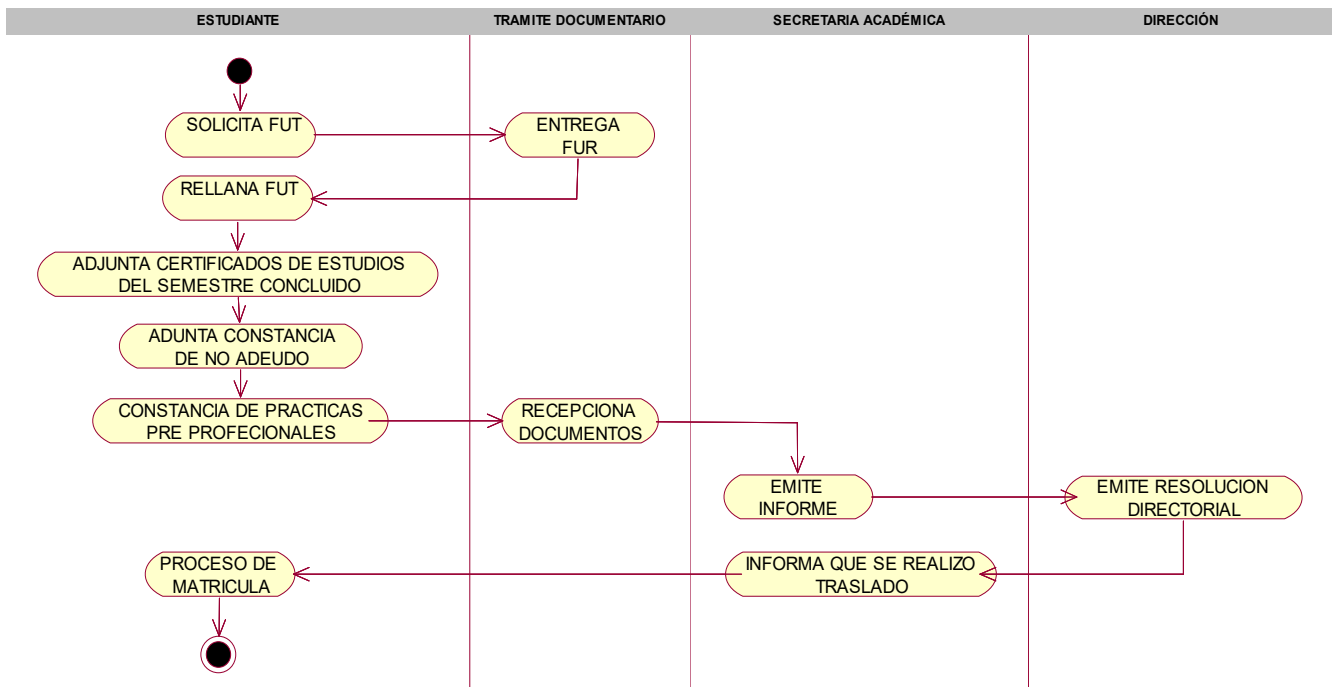 ESTUDIANTE
TRAMITE DOCUMENTARIO
SECRETARIA ACADÉMICA
DIRECCIÓN
SOLICITA FUT
ENTREGA
FUR
RELLANA FUT
ADJUNTA CERTIFICADOS DE ESTUDIOS
DEL SEMESTRE CONCLUIDO
ADUNTA CONSTANCIA
DE NO ADEUDO
CONSTANCIA DE PRACTICAS
PRE PROFECIONALES
RECEPCIONA
DOCUMENTOS
EMITE
INFORME
EMITE RESOLUCION
DIRECTORIAL
INFORMA QUE SE REALIZO
TRASLADO
PROCESO DE
MATRICULA